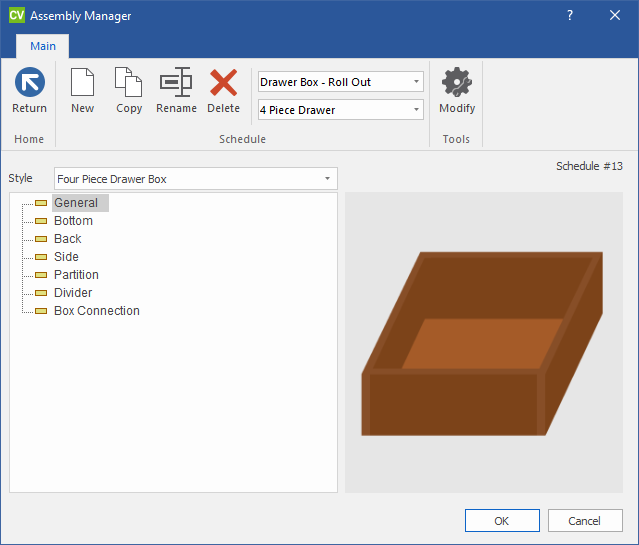 CV Assembly Manager ?
Main
Return
New
Copy
Rename
Delete
Drawer Box - Roll Out
4 Piece Drawer
Modify
Home
Schedule
Tools
Schedule #13
Style
Four Piece Drawer Box
General
Bottom
Back
Side
Partition
Divider
Box Connection
OK
Cancel